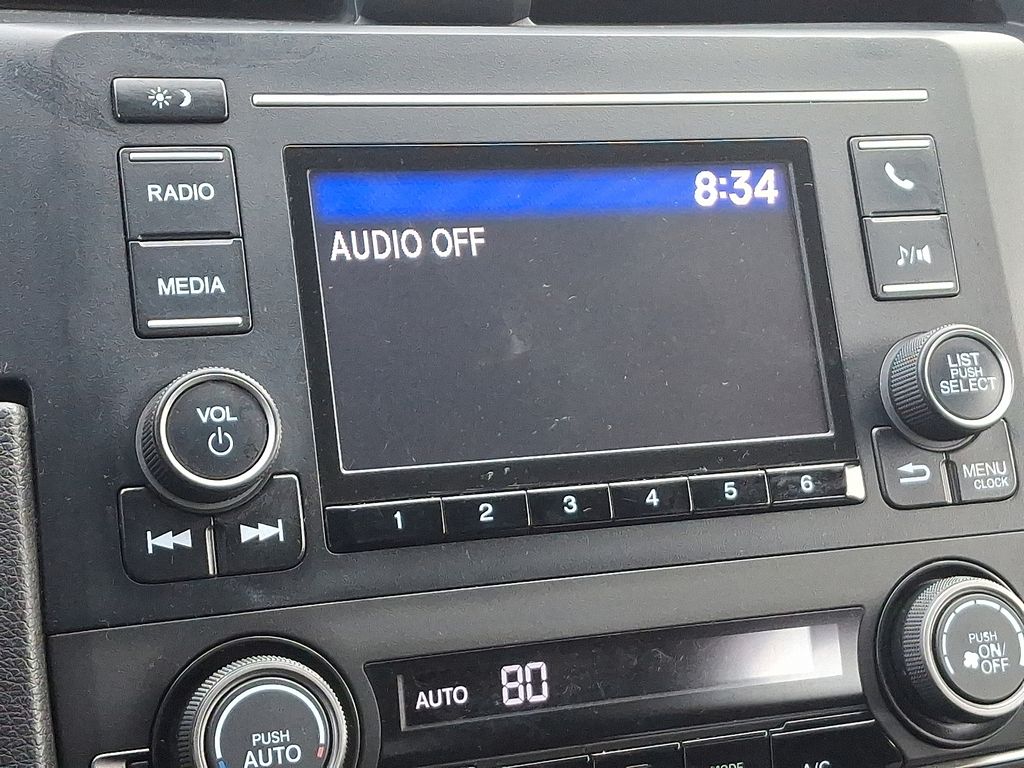 RADIO
MEDIA
VOL
8:34
AUDIO OFF
LIST
PUSH
SELECT
MENU
CLOCK
1 2 3 4 5 6
AUTO 80
PUSH
AUTO
PUSH
ON/
OFF
MODE
A/C